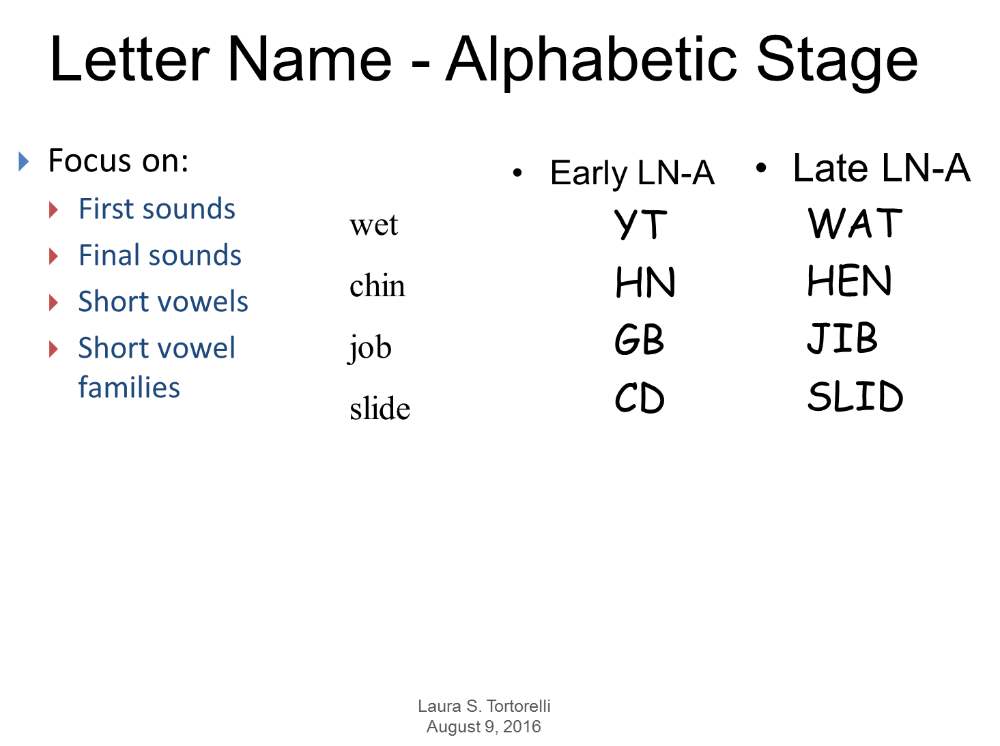 Letter Name - Alphabetic Stage
Focus on:
First sounds
Final sounds
Short vowels
Short vowel
families
wet
chin
job
slide
• Early LN-A
YT
HN
GB
CD
• Late LN-A
WAT
HEN
JIB
SLID
Laura S. Tortorelli
August 9, 2016